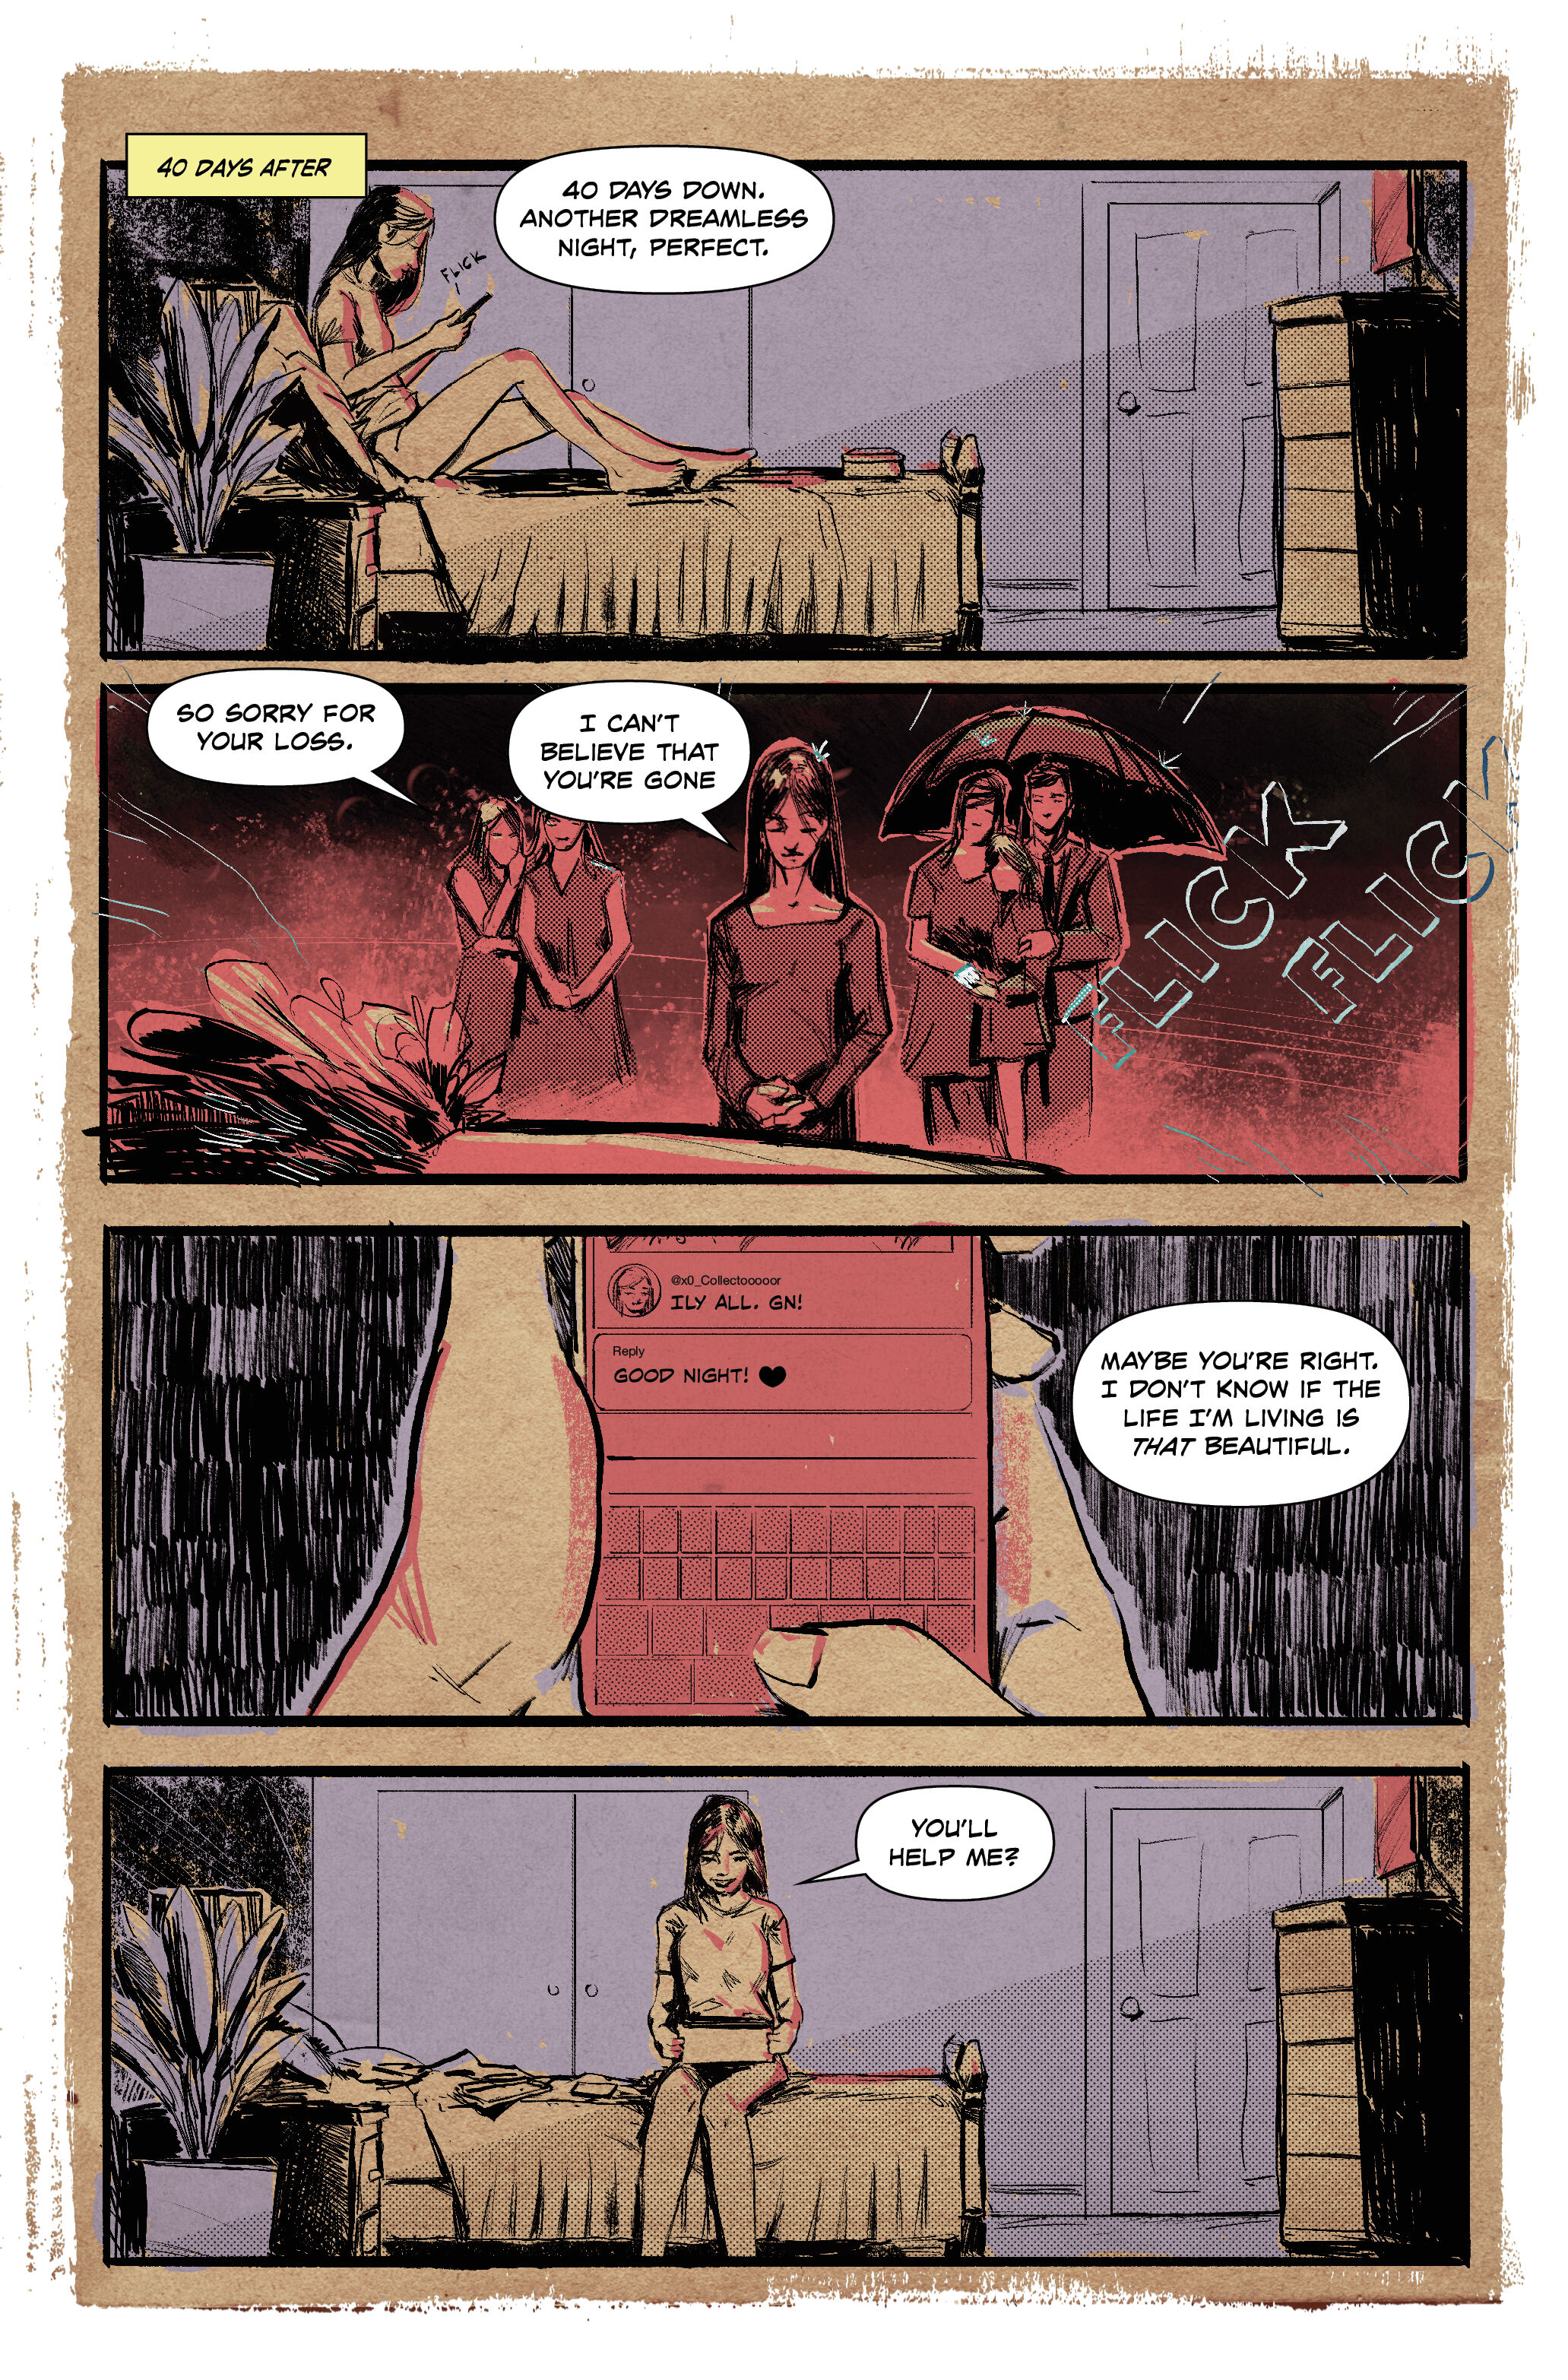 40 DAYS AFTER
40 DAYS DOWN.
ANOTHER DREAMLESS
NIGHT, PERFECT.
FLICK
SO SORRY FOR
YOUR LOSS.
I CAN'T
BELIEVE THAT
YOU'RE GONE
FLICK
FLICK
@x0_Collectooooor
ILY ALL. GN!
Reply
GOOD NIGHT! ♥
MAYBE YOU'RE RIGHT.
I DON'T KNOW IF THE
LIFE I'M LIVING IS
THAT BEAUTIFUL.
YOU'LL
HELP ME?